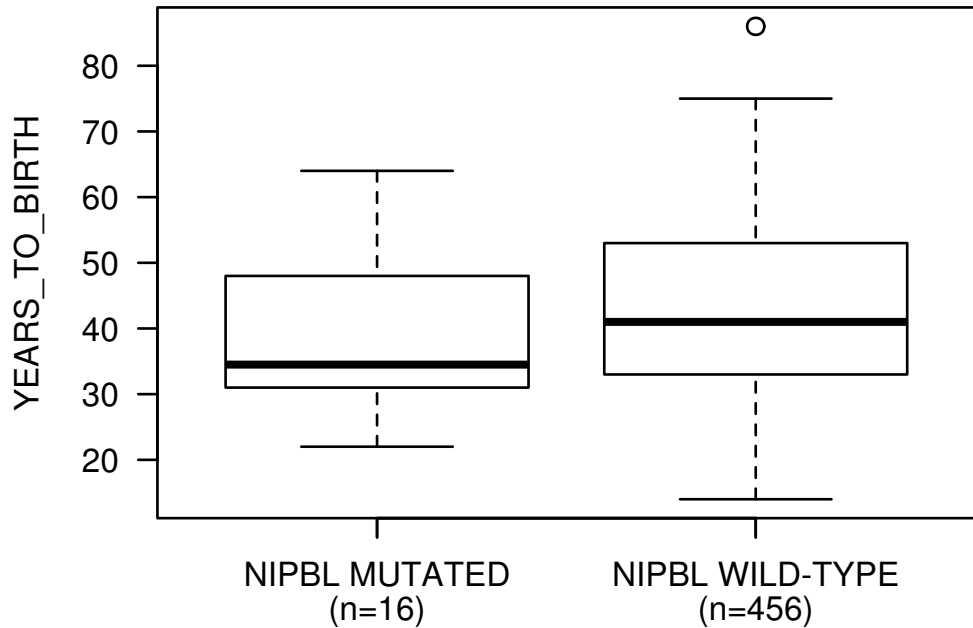 YEARS_TO_BIRTH
80
70
60
50
40
30
20
NIPBL MUTATED
(n=16)
NIPBL WILD-TYPE
(n=456)